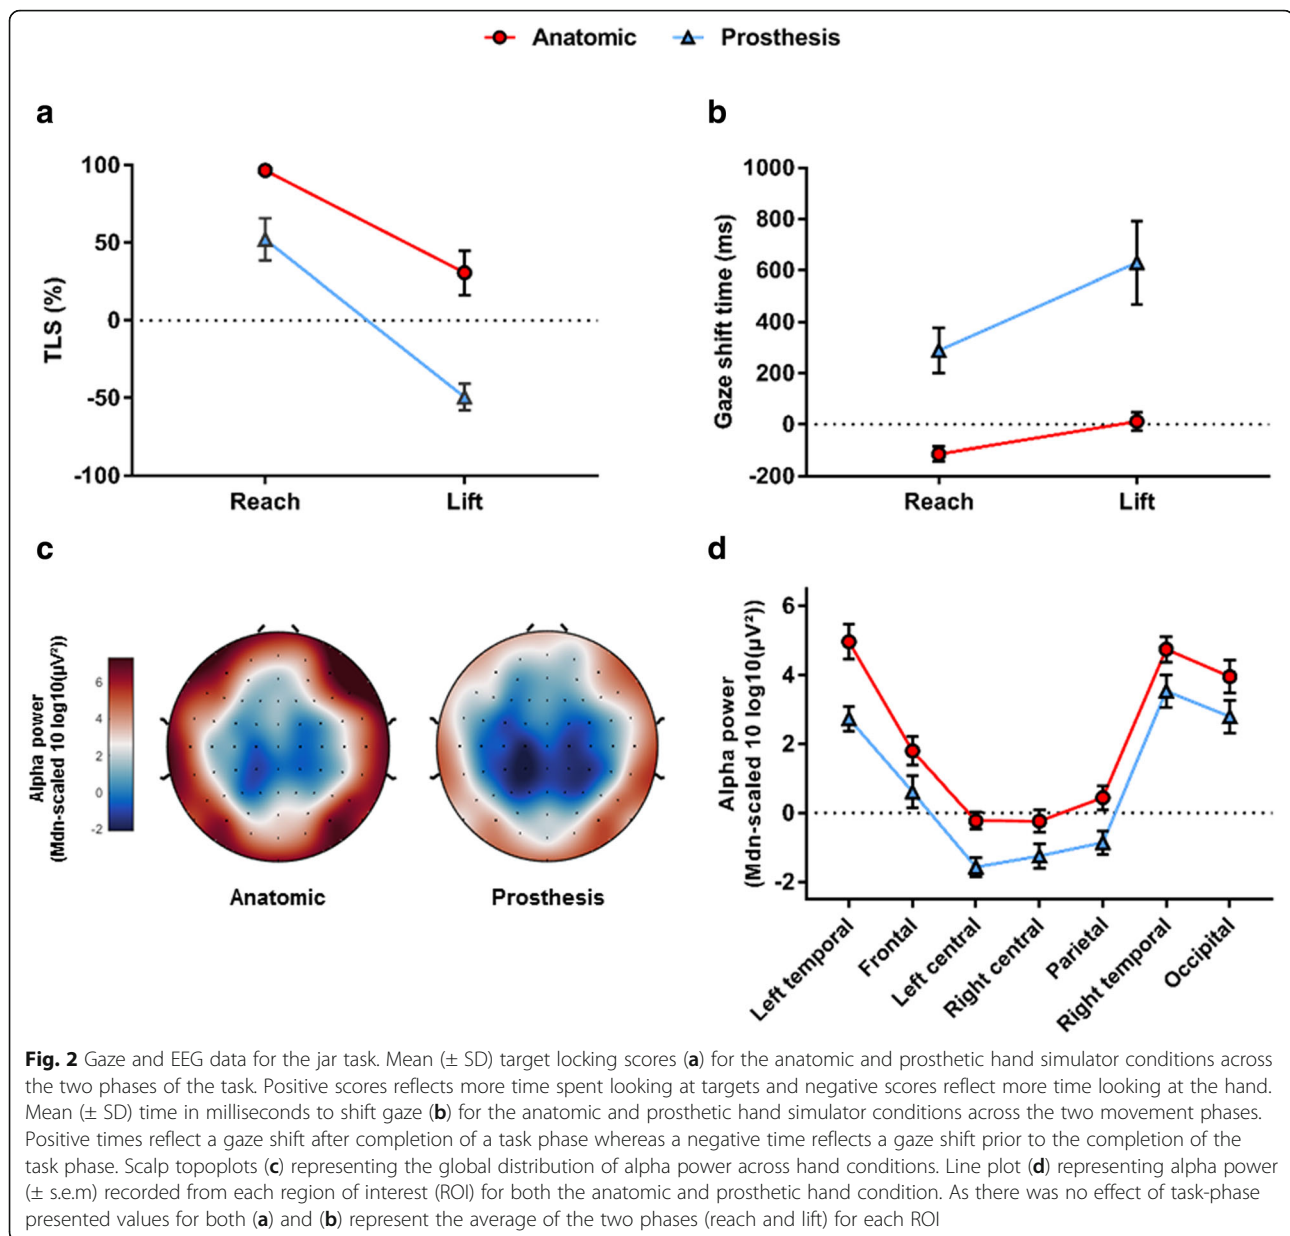 Anatomic Prosthesis
a
TLS (%)
100
50
0
-50
-100
Reach Lift
b
Gaze shift time (ms)
1000
800
600
400
200
0
-200
Reach Lift
c
Alpha power
(Mdn-scaled 10 log10(µV²))
6
4
2
0
-2
Anatomic Prosthesis
d
Alpha power
(Mdn-scaled 10 log10(µV²))
6
4
2
0
-2
Left temporal
Frontal
Left central
Right central
Parietal
Right temporal
Occipital
Fig. 2 Gaze and EEG data for the jar task. Mean (± SD) target locking scores (a) for the anatomic and prosthetic hand simulator conditions across
the two phases of the task. Positive scores reflects more time spent looking at targets and negative scores reflect more time looking at the hand.
Mean (± SD) time in milliseconds to shift gaze (b) for the anatomic and prosthetic hand simulator conditions across the two movement phases.
Positive times reflect a gaze shift after completion of a task phase whereas a negative time reflects a gaze shift prior to the completion of the
task phase. Scalp topoplots (c) representing the global distribution of alpha power across hand conditions. Line plot (d) representing alpha power
(± s.e.m) recorded from each region of interest (ROI) for both the anatomic and prosthetic hand condition. As there was no effect of task-phase
presented values for both (a) and (b) represent the average of the two phases (reach and lift) for each ROI